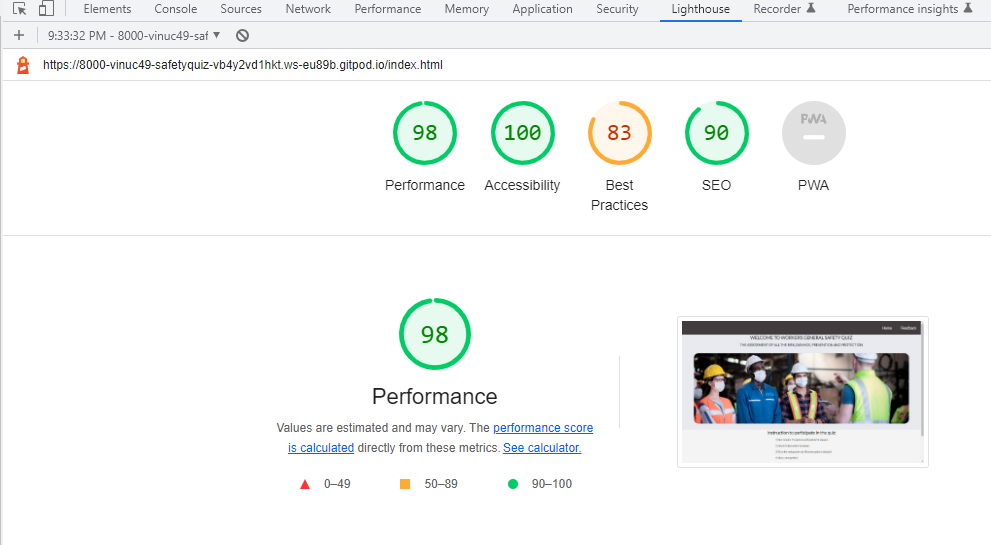 Elements Console Sources Network Performance Memory Application Security Lighthouse Recorder Performance insights
9:33:32 PM - 8000-vinuc49-saf
https://8000-vinuc49-safetyquiz-vb4y2vd1hkt.ws-eu89b.gitpod.io/index.html
98 100 83 90 PWA
Performance Accessibility Best Practices SEO PWA
98
Performance
Values are estimated and may vary. The performance score
is calculated directly from these metrics. See calculator.
0–49 50–89 90–100
Home Feedback
WELCOME TO WORKERS GENERAL SAFETY QUIZ
Instruction to participate in the quiz